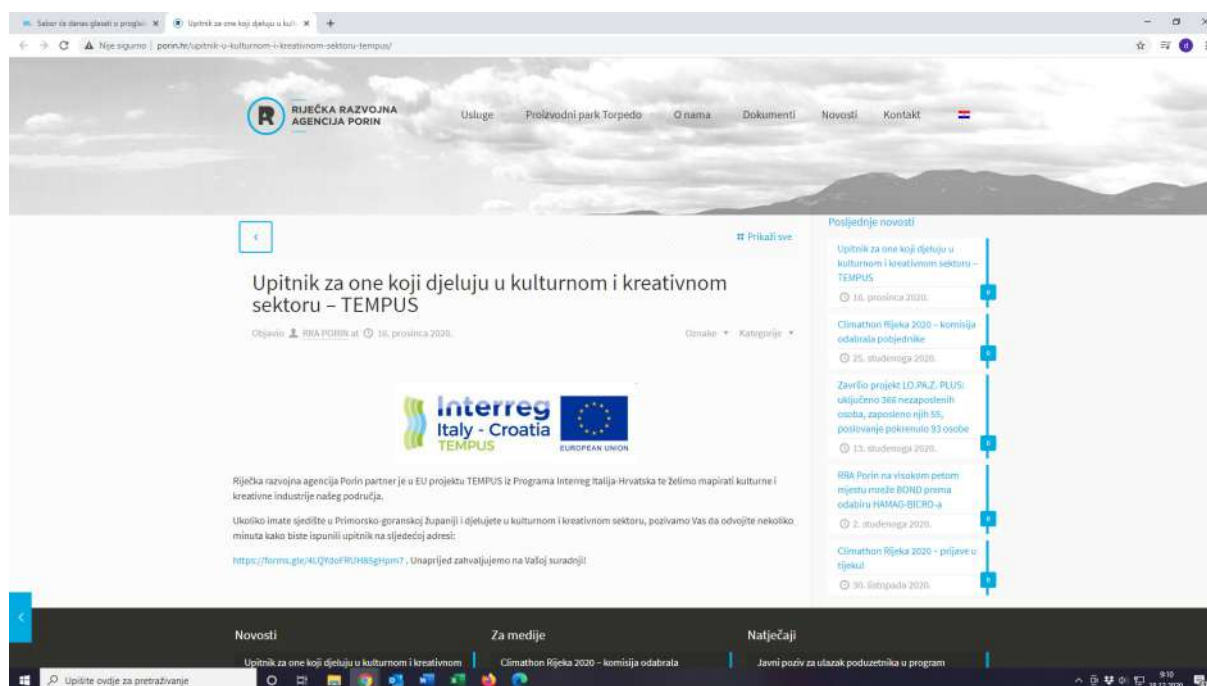 Sabor će danas glasati o
Upitnik za one koji djeluju u
Nije sigurno | porin.hr/upitnik-o-kulturnom-i-kreativnom-sektoru-tempus/
R
RIJEČKA RAZVOJNA
AGENCIJA PORIN
Usluge Proizvodni park Torpedo O nama Dokumenti Novosti Kontakt
Prikaži sve
Upitnik za one koji djeluju u kulturnom i kreativnom
sektoru – TEMPUS
Objavio RRA PORIN at 16. prosinca 2020.
Oznake Kategorije
Interreg
Italy - Croatia
TEMPUS
EUROPEAN UNION
Riječka razvojna agencija Porin partner je u EU projektu TEMPUS iz Programa Interreg Italija-Hrvatska te želimo mapirati kulturne i
kreativne industrije našeg područja.
Ukoliko imate sjedište u Primorsko-goranskoj županiji i djelujete u kulturnom i kreativnom sektoru, pozivamo Vas da odvojite nekoliko
minuta kako biste ispunili upitnik na sljedećoj adresi:
. Unaprijed zahvaljujemo na Vašoj suradnji!
Posljednje novosti
Upitnik za one koji djeluju u
kulturnom i kreativnom sektoru –
TEMPUS
16. prosinca 2020.
0
Climathon Rijeka 2020 – komisija
odabrala pobjednike
25. studenoga 2020.
0
Završio projekt LO.PA.Z. PLUS:
uključeno 366 nezaposlenih
osoba, zaposleno njih 55,
poslovanje pokrenulo 93 osobe
13. studenoga 2020.
0
RRA Porin na visokom petom
mjestu mreže BOND prema
odabiru HAMAG-BICRO-a
2. studenoga 2020.
0
Climathon Rijeka 2020 – prijave u
tijeku!
30. listopada 2020.
0
Novosti
Upitnik za one koji djeluju u kulturnom i kreativnom
Za medije
Climathon Rijeka 2020 – komisija odabrala
Natječaji
Javni poziv za ulazak poduzetnika u program
Upišite ovdje za pretraživanje
9:10
18.12.2020.